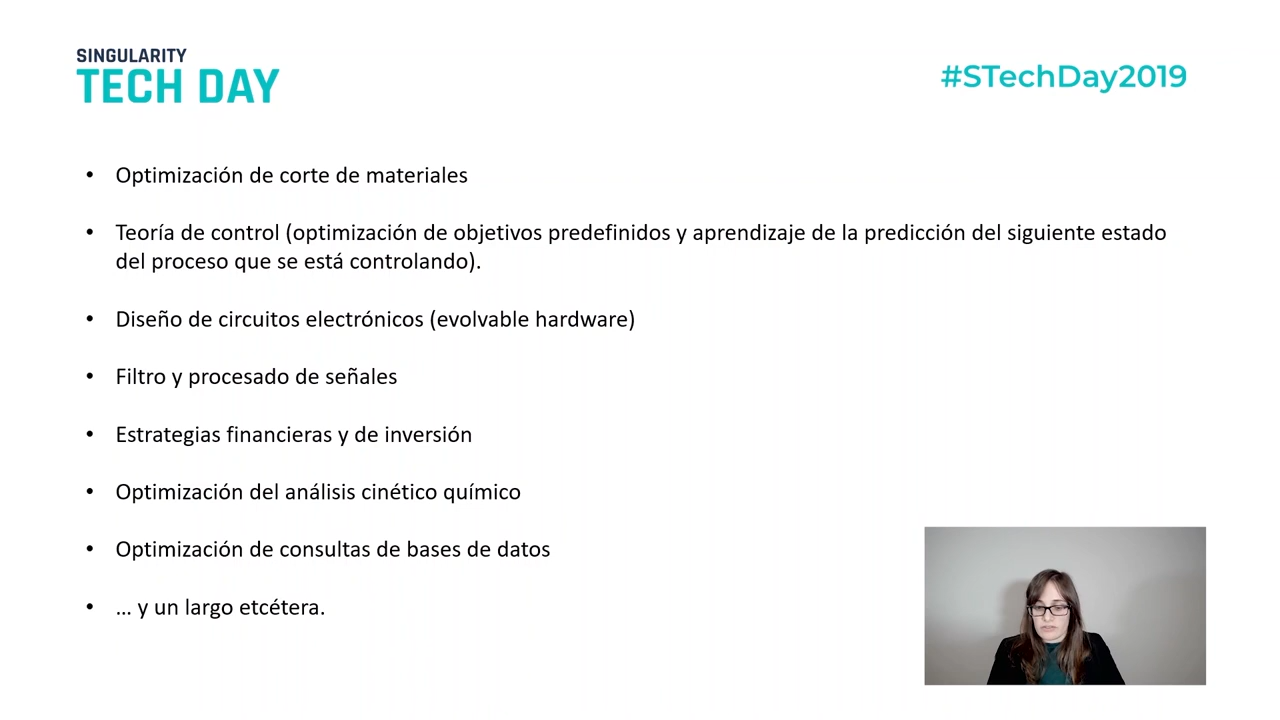 SINGULARITY
TECH DAY
#STechDay2019
• Optimización de corte de materiales
• Teoría de control (optimización de objetivos predefinidos y aprendizaje de la predicción del siguiente estado
del proceso que se está controlando).
• Diseño de circuitos electrónicos (evolvable hardware)
• Filtro y procesado de señales
• Estrategias financieras y de inversión
• Optimización del análisis cinético químico
• Optimización de consultas de bases de datos
• … y un largo etcétera.